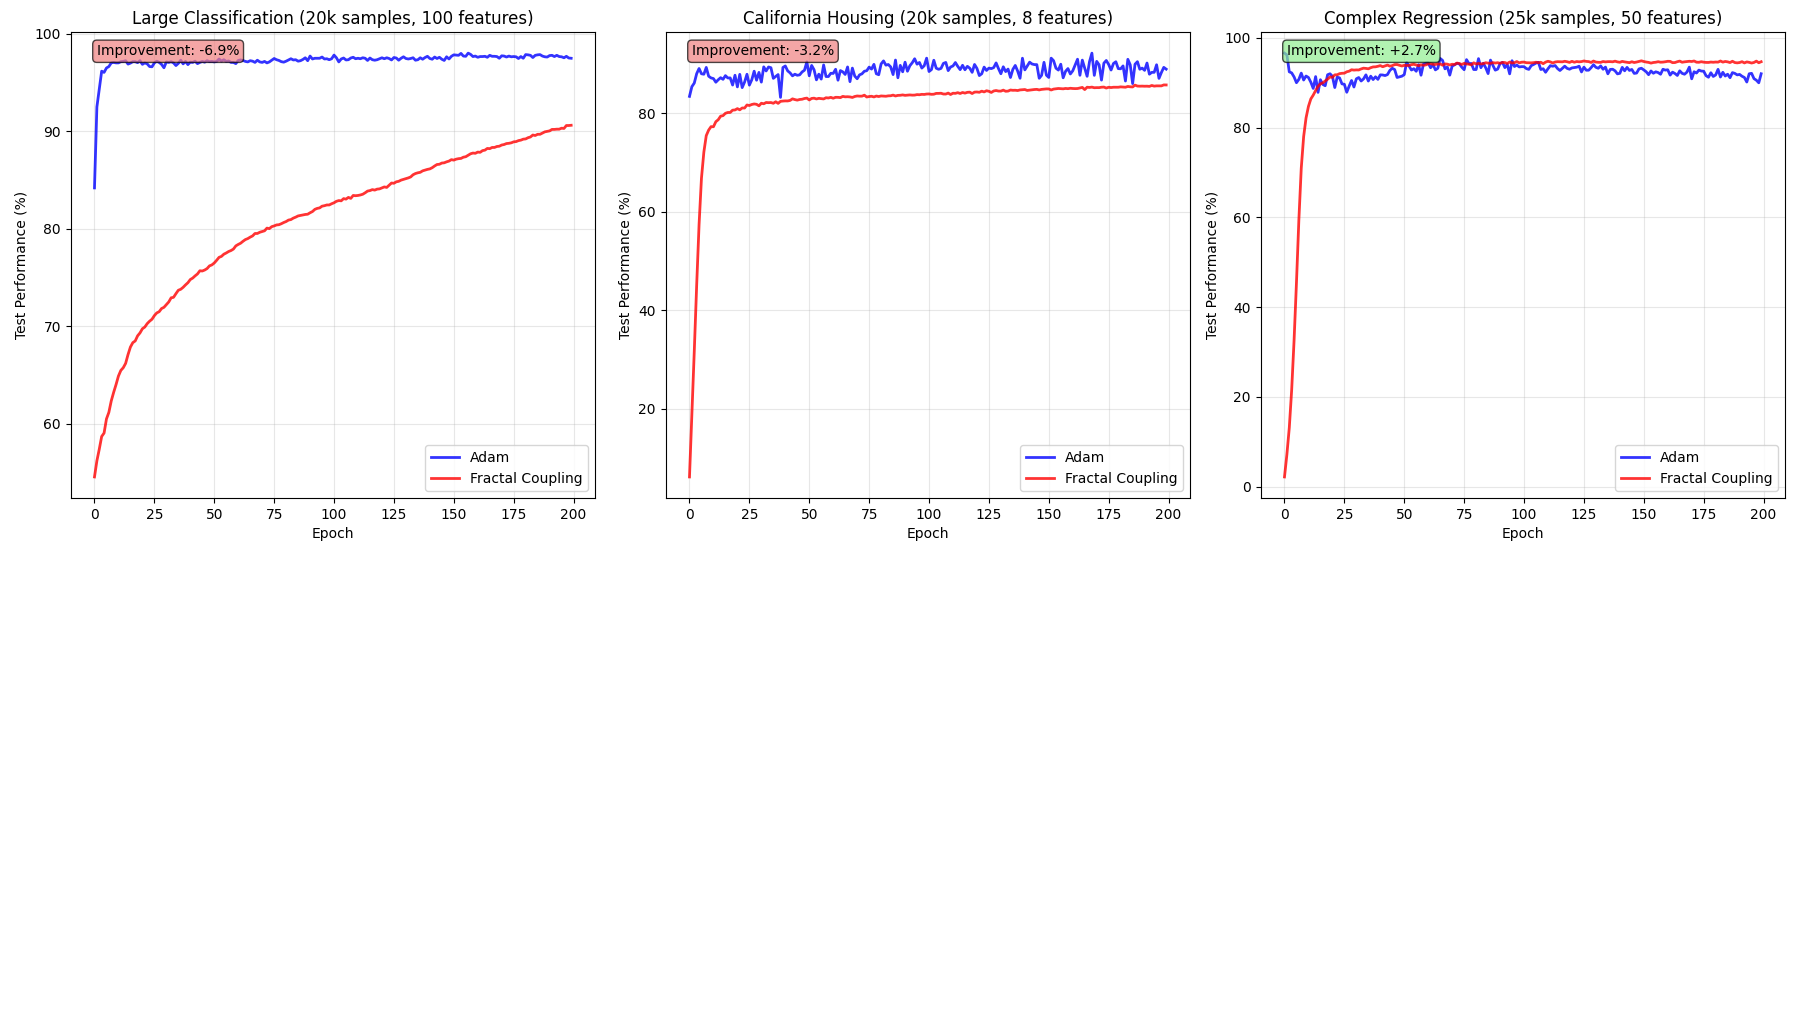 Large Classification (20k samples, 100 features)
Improvement: -6.9%
100
90
80
70
60
Test Performance (%)
0 25 50 75 100 125 150 175 200
Epoch
Adam
Fractal Coupling
California Housing (20k samples, 8 features)
Improvement: -3.2%
80
60
40
20
Test Performance (%)
0 25 50 75 100 125 150 175 200
Epoch
Adam
Fractal Coupling
Complex Regression (25k samples, 50 features)
Improvement: +2.7%
100
80
60
40
20
0
Test Performance (%)
0 25 50 75 100 125 150 175 200
Epoch
Adam
Fractal Coupling